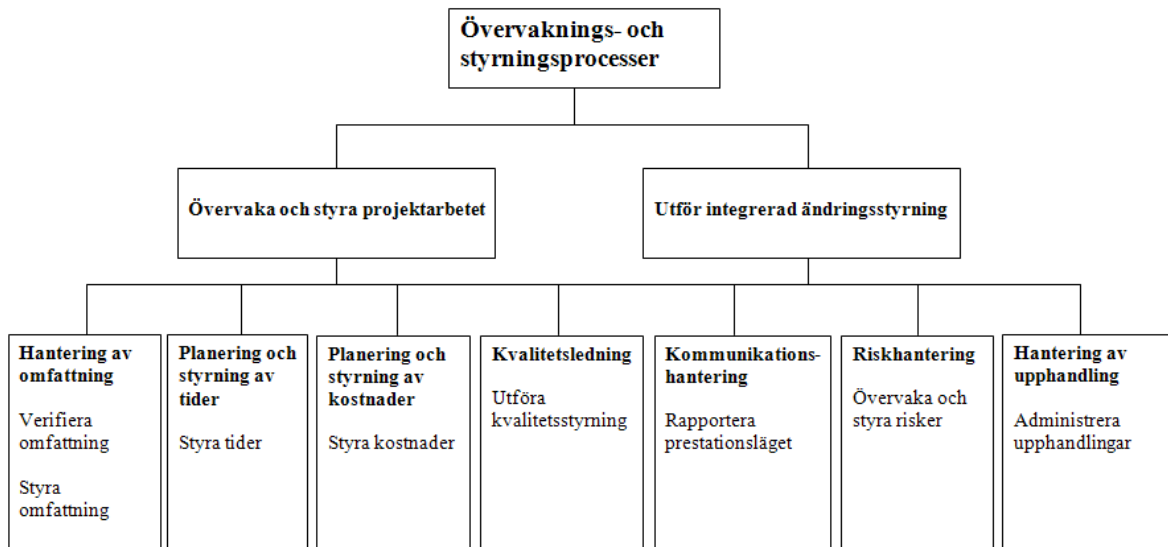 Övervaknings- och
styrningsprocesser
Övervaka och styra projektarbetet
Utför integrerad ändringsstyrning
Hantering av
omfattning
Verifiera
omfattning
Styra
omfattning
Planering och
styrning av
tider
Styra tider
Planering och
styrning av
kostnader
Styra kostnader
Kvalitetsledning
Utföra
kvalitetsstyrning
Kommunikations-
hantering
Rapportera
prestationsläget
Riskhantering
Övervaka och
styra risker
Hantering av
upphandling
Administrera
upphandlingar